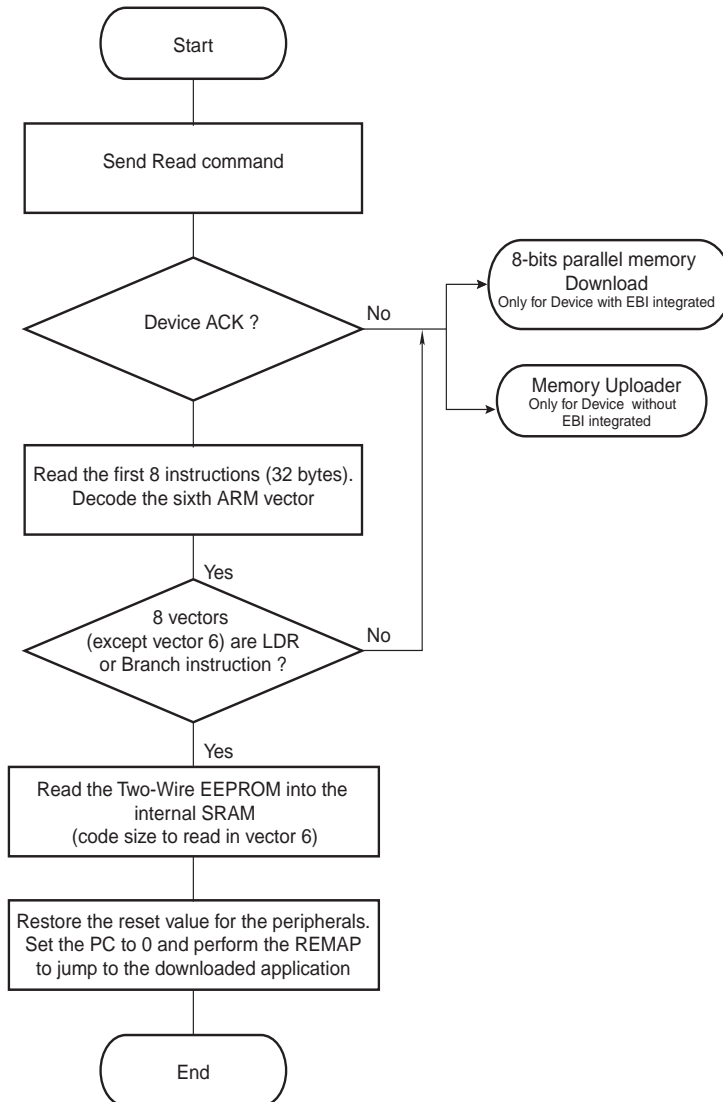 Start
Send Read command
Device ACK ?
No
8-bits parallel memory
Download
Only for Device with EBI integrated
Memory Uploader
Only for Device without
EBI integrated
Read the first 8 instructions (32 bytes).
Decode the sixth ARM vector
Yes
8 vectors
(except vector 6) are LDR
or Branch instruction ?
No
Yes
Read the Two-Wire EEPROM into the
internal SRAM
(code size to read in vector 6)
Restore the reset value for the peripherals.
Set the PC to 0 and perform the REMAP
to jump to the downloaded application
End